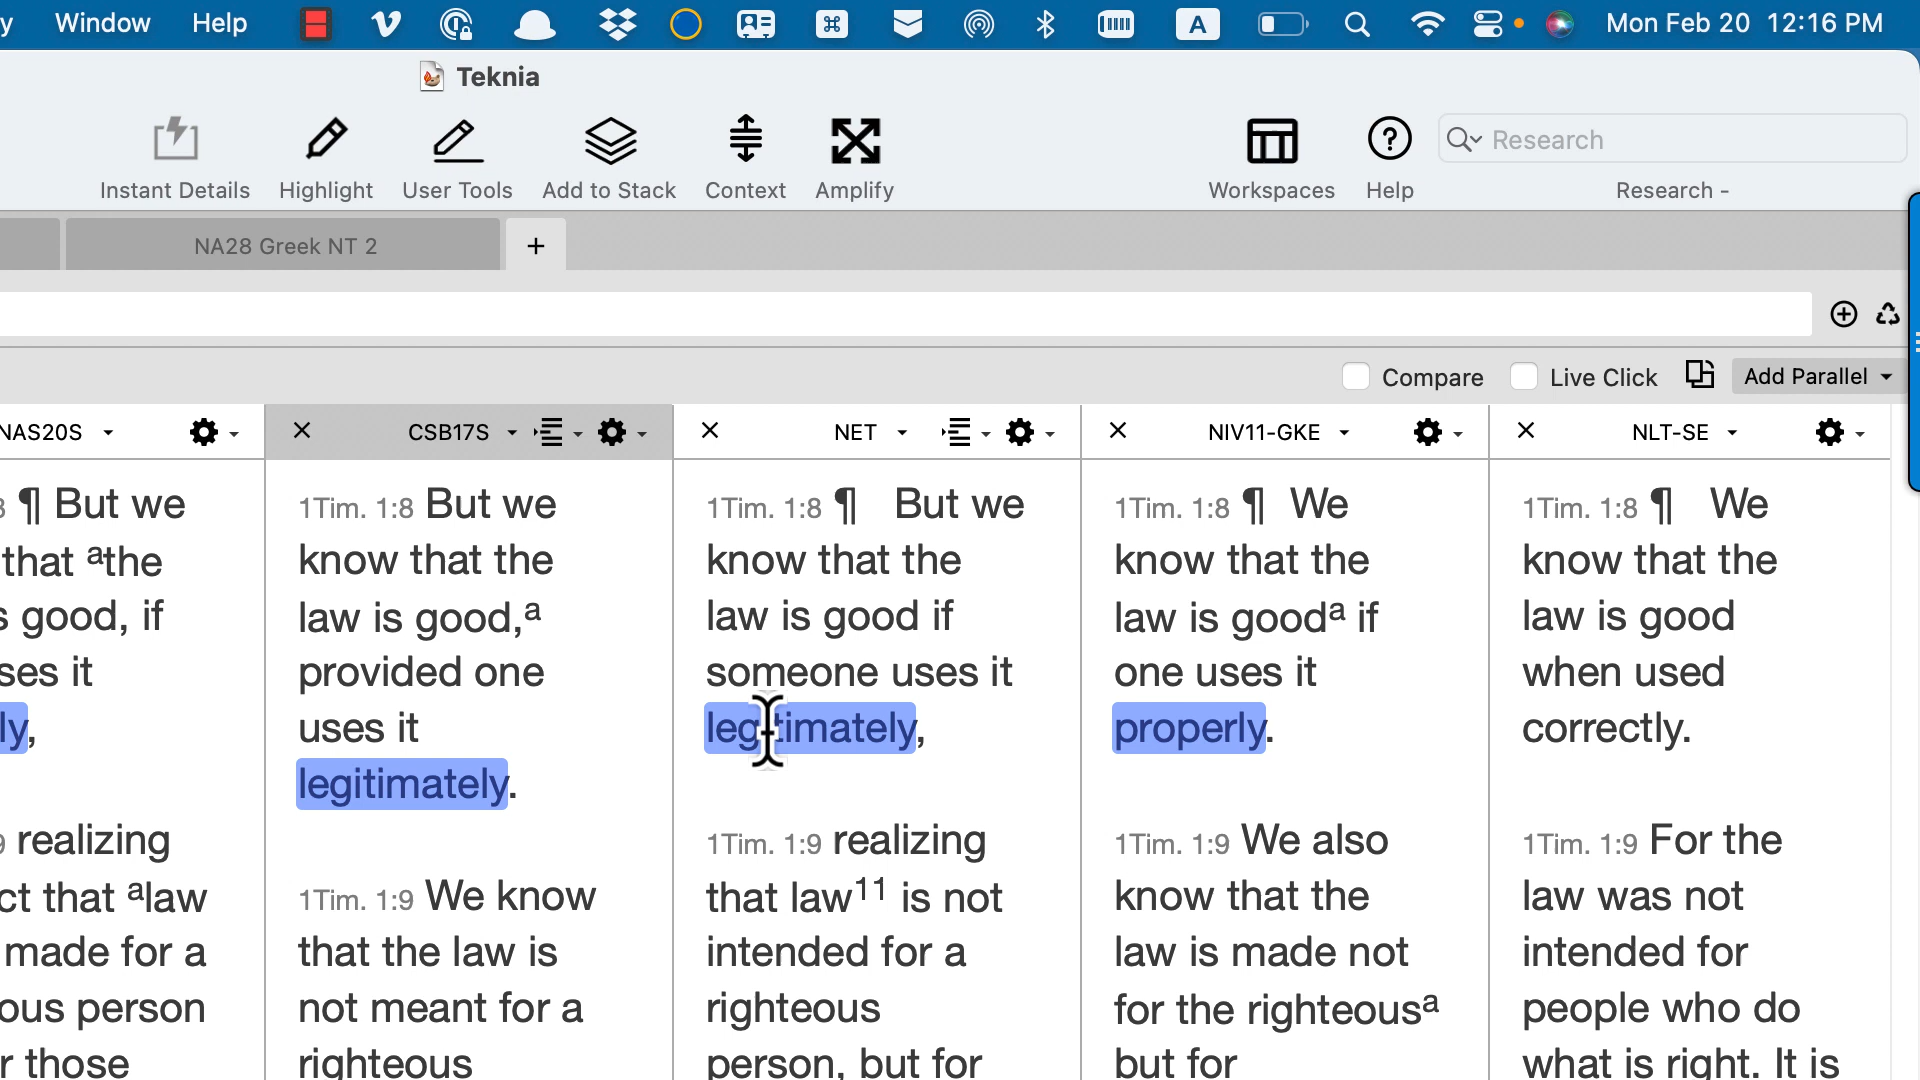 y Window Help Mon Feb 20 12:16 PM
Teknia
Instant Details Highlight User Tools Add to Stack Context Amplify Workspaces Help Research
Research -
NA28 Greek NT 2 +
Compare Live Click Add Parallel
NAS20S CSB17S NET NIV11-GKE NLT-SE
¶ But we
that ᵃthe
s good, if
ses it
ly,
realizing
ct that ᵃlaw
made for a
ous person
r those
1Tim. 1:8 But we
know that the
law is good,ᵃ
provided one
uses it
legitimately.
1Tim. 1:9 We know
that the law is
not meant for a
righteous
1Tim. 1:8 ¶ But we
know that the
law is good if
someone uses it
legitimately,
1Tim. 1:9 realizing
that law¹¹ is not
intended for a
righteous
person, but for
1Tim. 1:8 ¶ We
know that the
law is goodᵃ if
one uses it
properly.
1Tim. 1:9 We also
know that the
law is made not
for the righteousᵃ
but for
1Tim. 1:8 ¶ We
know that the
law is good
when used
correctly.
1Tim. 1:9 For the
law was not
intended for
people who do
what is right. It is